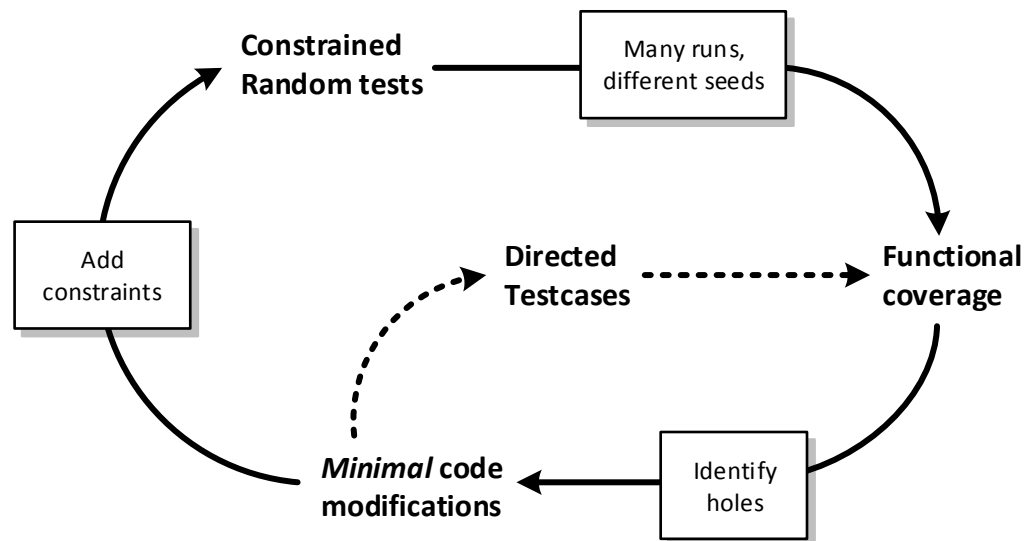 Constrained
Random tests
Many runs,
different seeds
Add
constraints
Directed
Testcases
Functional
coverage
Minimal code
modifications
Identify
holes